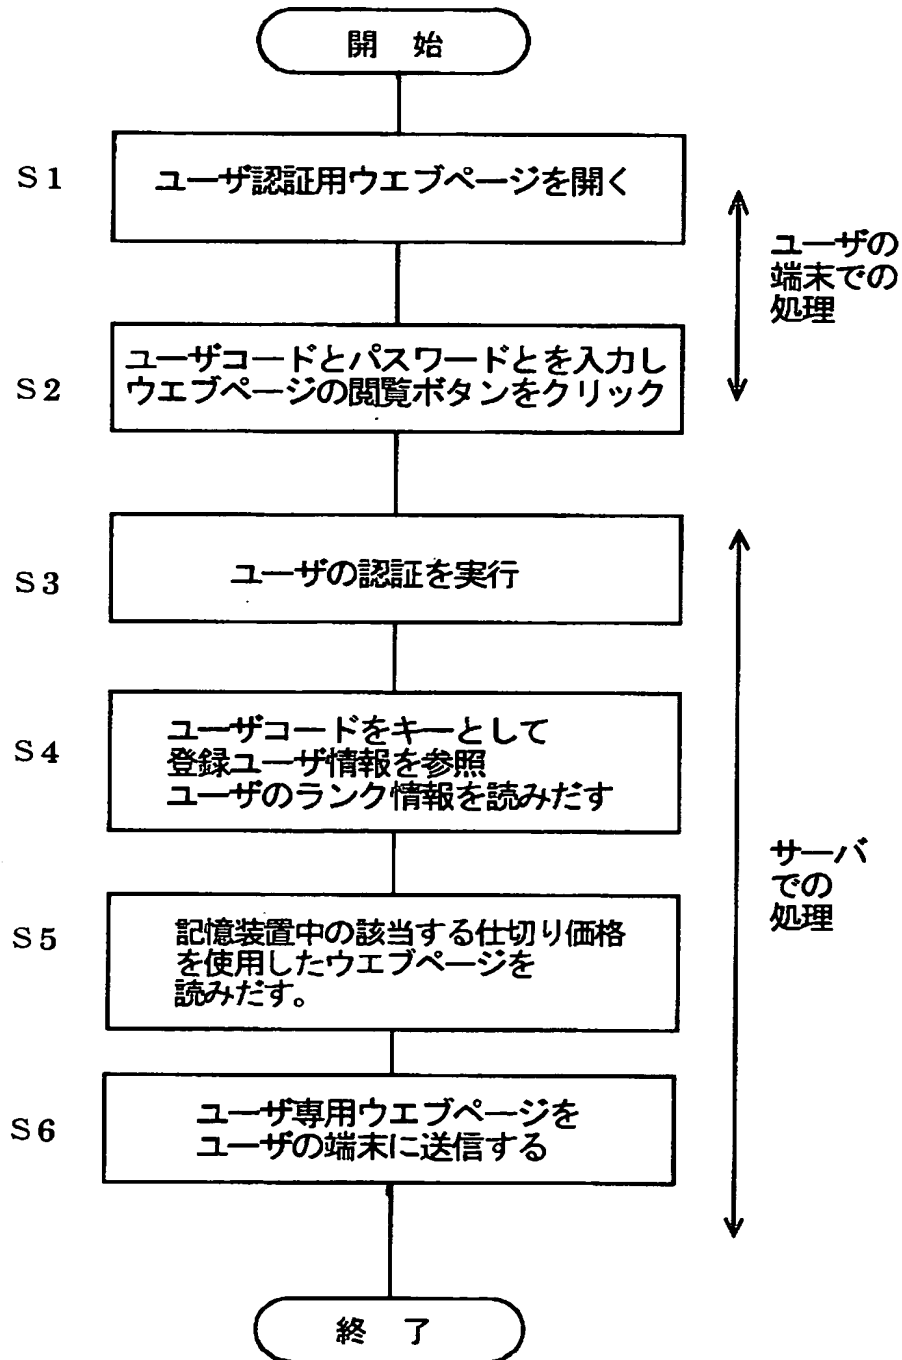 開 始
S1
ユーザ認証用ウエブページを開く
ユーザの
端末での
処理
S2
ユーザコードとパスワードとを入力し
ウエブページの閲覧ボタンをクリック
S3
ユーザの認証を実行
S4
ユーザコードをキーとして
登録ユーザ情報を参照
ユーザのランク情報を読みだす
サーバ
での
処理
S5
記憶装置中の該当する仕切り価格
を使用したウエブページを
読みだす。
S6
ユーザ専用ウエブページを
ユーザの端末に送信する
終 了